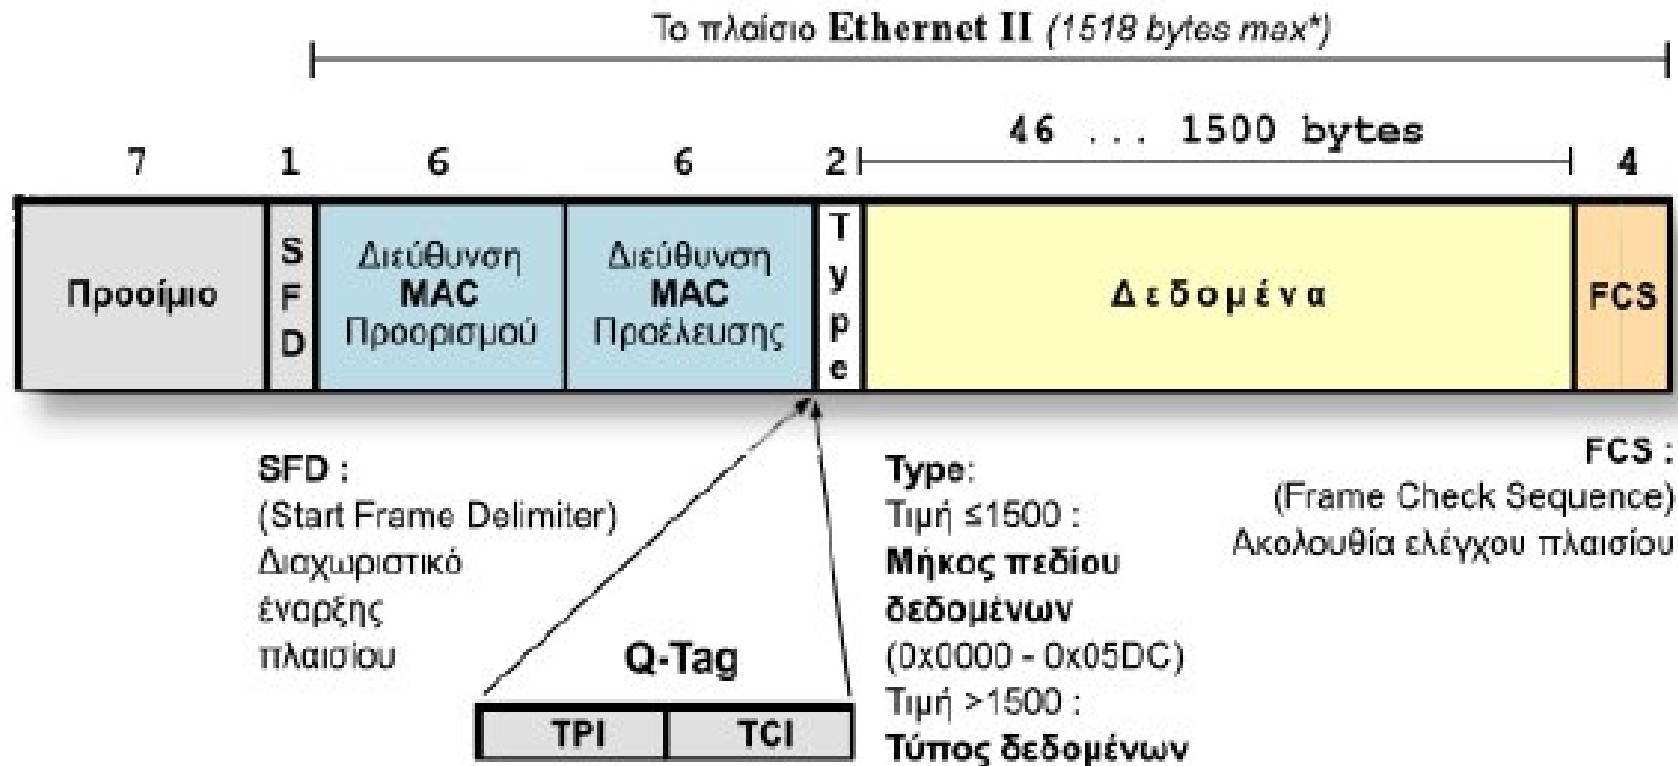 Το πλαίσιο Ethernet II (1518 bytes max*)
46 ... 1500 bytes
7 1 6 6 2 4
Προοίμιο
SFD
Διεύθυνση
MAC
Προορισμού
Διεύθυνση
MAC
Προέλευσης
Type
Δεδομένα
FCS
SFD :
(Start Frame Delimiter)
Διαχωριστικό
έναρξης
πλαισίου
Q-Tag
TPI TCI
Type:
Τιμή ≤1500 :
Μήκος πεδίου
δεδομένων
(0x0000 - 0x05DC)
Τιμή >1500 :
Τύπος δεδομένων
FCS :
(Frame Check Sequence)
Ακολουθία ελέγχου πλαισίου